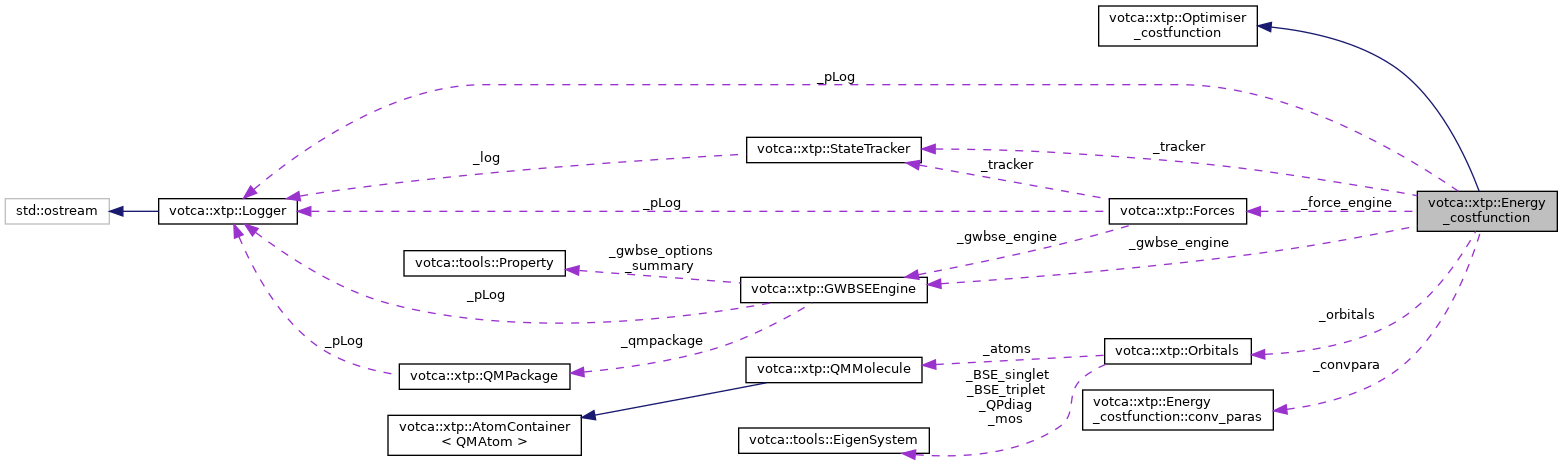 votca::xtp::Optimiser
_costfunction
_pLog
votca::xtp::StateTracker
_tracker
_log
_tracker
std::ostream
votca::xtp::Logger
_pLog
votca::xtp::Forces
_force_engine
votca::xtp::Energy
_costfunction
_gwbse_engine
_gwbse_engine
votca::tools::Property
_gwbse_options
_summary
votca::xtp::GWBSEEngine
_pLog
_orbitals
_pLog
_qmpackage
_atoms
votca::xtp::Orbitals
votca::xtp::QMPackage
votca::xtp::QMMolecule
_convpara
_BSE_singlet
_BSE_triplet
_QPdiag
_mos
votca::xtp::Energy
_costfunction::conv_paras
votca::xtp::AtomContainer
< QMAtom >
votca::tools::EigenSystem